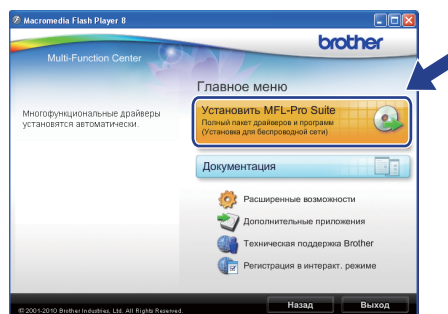 Macromedia Flash Player 8
brother
Multi-Function Center
Главное меню
Многофункциональные драйверы
установятся автоматически.
Установить MFL-Pro Suite
Полный пакет драйверов и программ
(Установка для беспроводной сети)
Документация
Расширенные возможности
Дополнительные приложения
Техническая поддержка Brother
Регистрация в интеракт. режиме
© 2001-2010 Brother Industries, Ltd. All Rights Reserved.
Назад
Выход